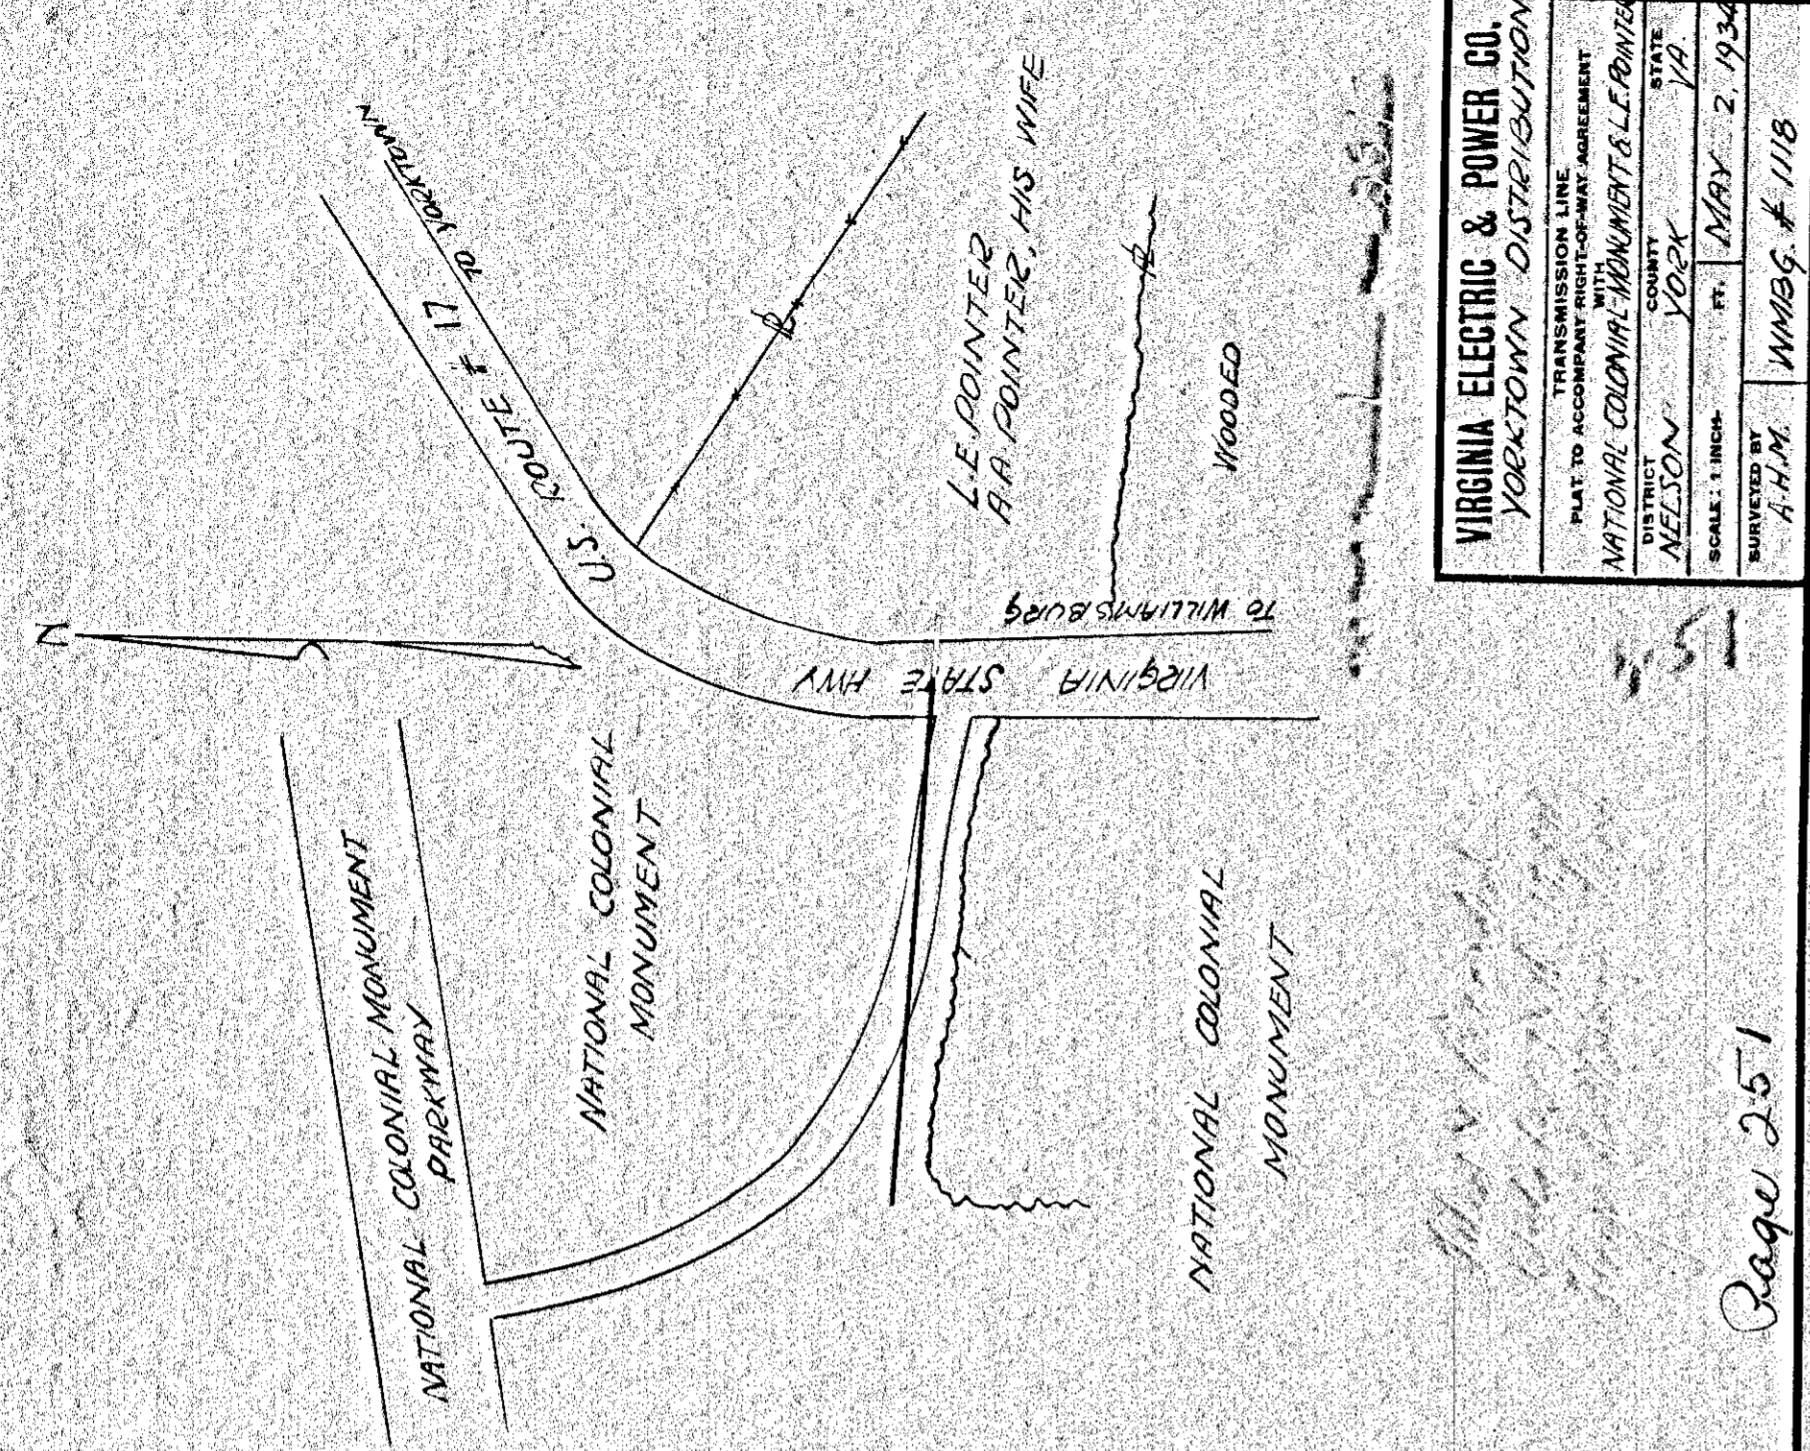 N
U.S. ROUTE # 17 TO YORKTOWN
NATIONAL COLONIAL MONUMENT
PARKWAY
NATIONAL COLONIAL
MONUMENT
VIRGINIA STATE HWY
TO WILLIAMSBURG
L.E. POINTER
A.A. POINTER, HIS WIFE
WOODED
NATIONAL COLONIAL
MONUMENT
VIRGINIA ELECTRIC & POWER CO.
YORKTOWN DISTRIBUTION
TRANSMISSION LINE
PLAT TO ACCOMPANY RIGHT-OF-WAY AGREEMENT
WITH
NATIONAL COLONIAL MONUMENT & L.E. POINTER
DISTRICT COUNTY STATE
NELSON YORK VA.
SCALE: 1 INCH- FT. MAY 2, 1934
SURVEYED BY
A.H.M. WMBG. # 1118
Page 251